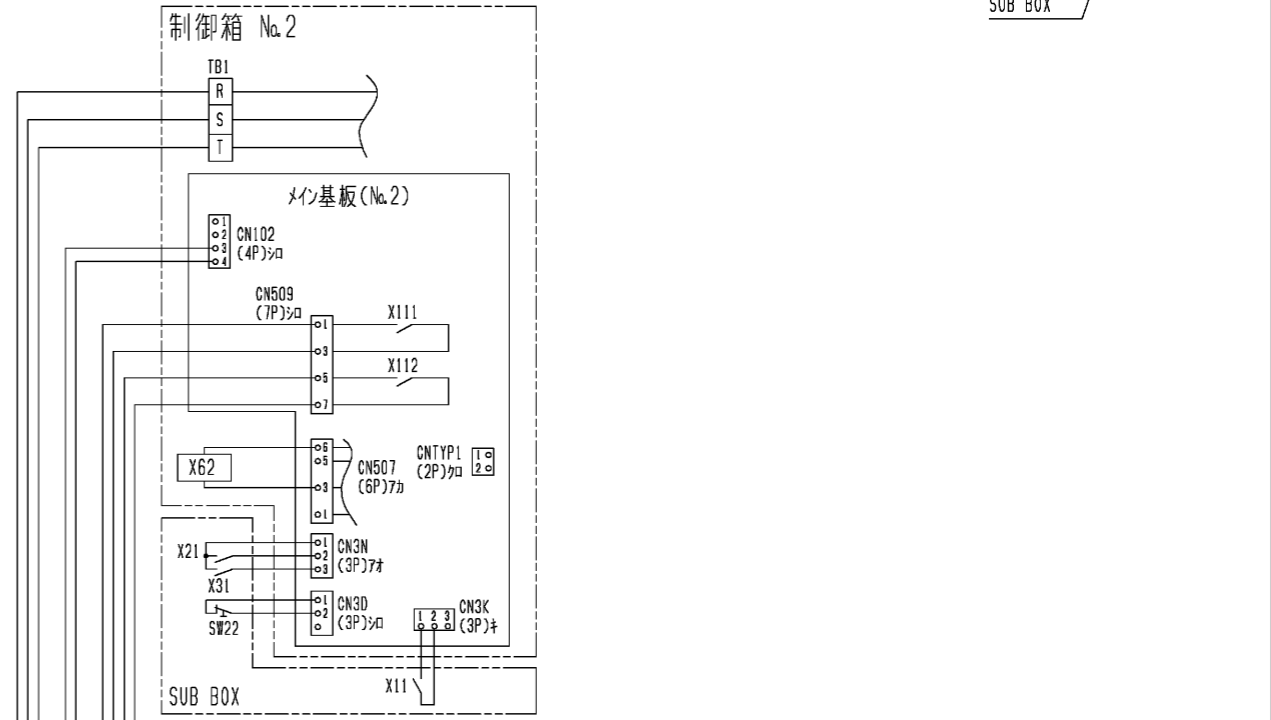 SUB BOX
制御箱 No.2
TB1
R
S
T
メイン基板(No.2)
1
2
3
4
CN102
(4P)シロ
CN509
(7P)シロ
1
3
5
7
X111
X112
X62
6
5
3
1
CN507
(6P)アカ
CNTYP1
(2P)クロ
1
2
X21
X31
1
2
3
CN3N
(3P)アオ
SW22
1
2
CN3D
(3P)シロ
1 2 3
CN3K
(3P)キ
X11
SUB BOX